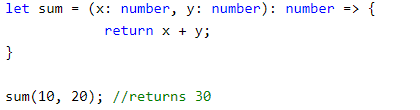 let sum = (x: number, y: number): number => {
            return x + y;
}

sum(10, 20); //returns 30